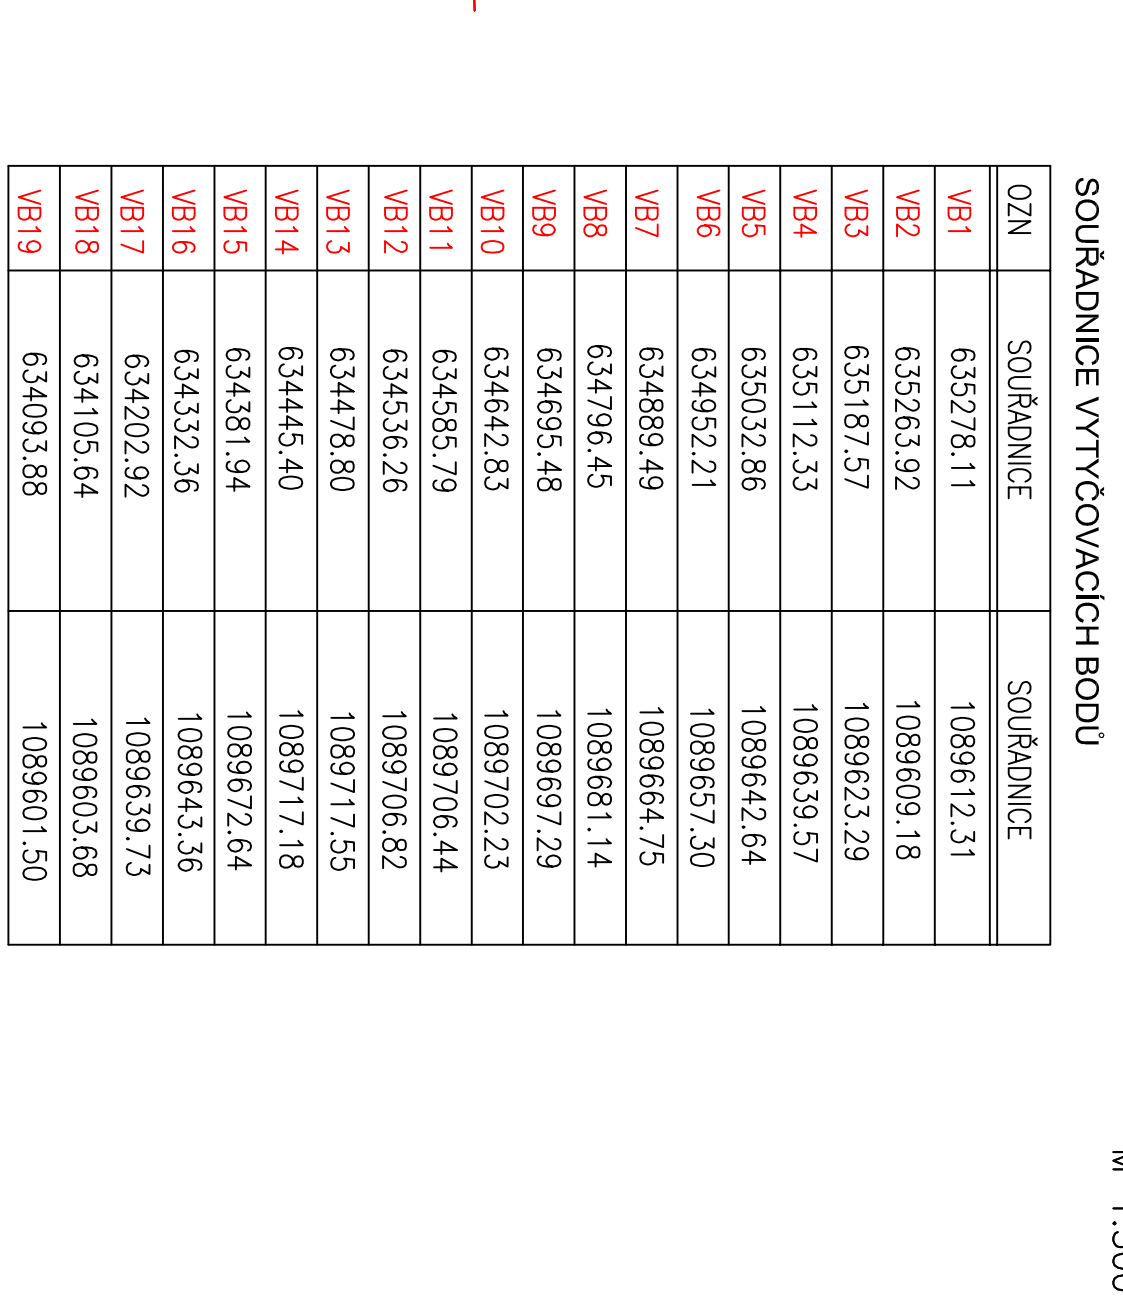 SOUŘADNICE VYTYČOVACÍCH BODŮ
OZN SOUŘADNICE SOUŘADNICE
VB1 635278.11 1089612.31
VB2 635263.92 1089609.18
VB3 635187.57 1089623.29
VB4 635112.33 1089639.57
VB5 635032.86 1089642.64
VB6 634952.21 1089657.30
VB7 634889.49 1089664.75
VB8 634796.45 1089681.14
VB9 634695.48 1089697.29
VB10 634642.83 1089702.23
VB11 634585.79 1089706.44
VB12 634536.26 1089706.82
VB13 634478.80 1089717.55
VB14 634445.40 1089717.18
VB15 634381.94 1089672.64
VB16 634332.36 1089643.36
VB17 634202.92 1089639.73
VB18 634105.64 1089603.68
VB19 634093.88 1089601.50